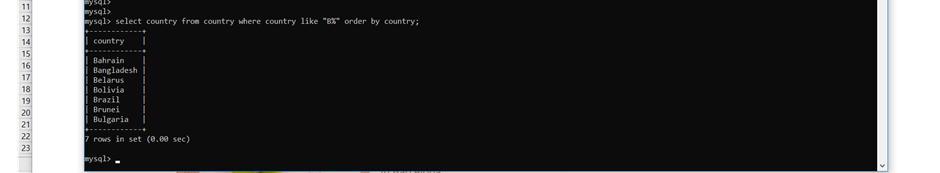 11
12
13
14
15
16
17
18
19
20
21
22
23
mysql>
mysql>
mysql> select country from country where country like "B%" order by country;
+------------+
| country    |
+------------+
| Bahrain    |
| Bangladesh |
| Belarus    |
| Bolivia    |
| Brazil     |
| Brunei     |
| Bulgaria   |
+------------+
7 rows in set (0.00 sec)
mysql>